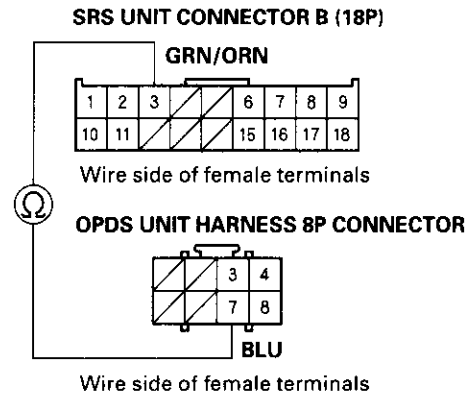 SRS UNIT CONNECTOR B (18P)
GRN/ORN
1 2 3 6 7 8 9
10 11 15 16 17 18
Wire side of female terminals
Ω
OPDS UNIT HARNESS 8P CONNECTOR
3 4
7 8
BLU
Wire side of female terminals